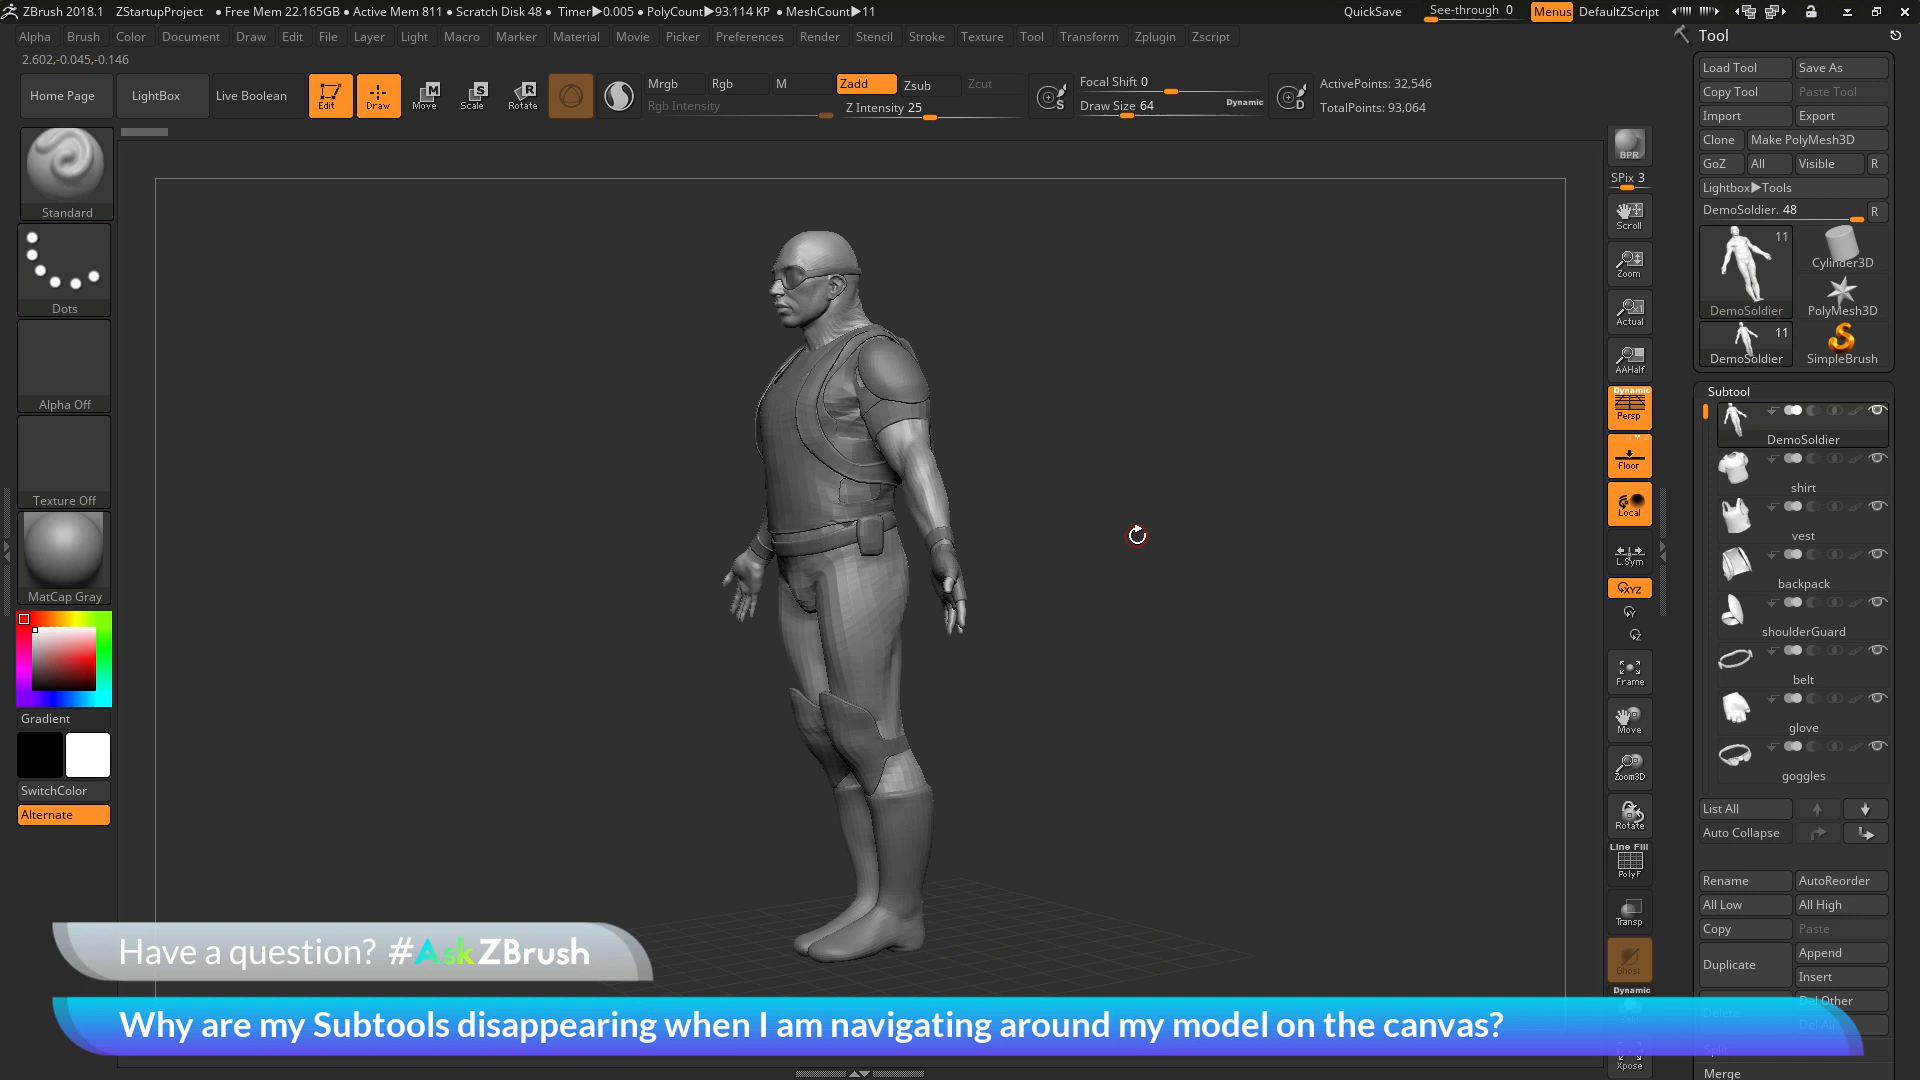 ZBrush 2018.1 ZStartupProject ● Free Mem 22.165GB ● Active Mem 811 ● Scratch Disk 48 ● Timer▶0.005 ● PolyCount▶93.114 KP ● MeshCount▶11 QuickSave See-through 0 Menus DefaultZScript
Alpha Brush Color Document Draw Edit File Layer Light Macro Marker Material Movie Picker Preferences Render Stencil Stroke Texture Tool Transform Zplugin Zscript
2.602,-0.045,-0.146
Home Page LightBox Live Boolean Edit Draw Move Scale Rotate
Mrgb Rgb M Zadd Zsub Zcut
Rgb Intensity Z Intensity 25
Focal Shift 0
Draw Size 64 Dynamic
ActivePoints: 32,546
TotalPoints: 93,064
Standard
Dots
Alpha Off
Texture Off
MatCap Gray
Gradient
SwitchColor
Alternate
BPR
SPix 3
Scroll
Zoom
Actual
AAHalf
Dynamic
Persp
Floor
Local
L.Sym
XYZ
Y
Z
Frame
Move
Zoom3D
Rotate
Line Fill
PolyF
Transp
Ghost
Dynamic
Xpose
Tool
Load Tool Save As
Copy Tool Paste Tool
Import Export
Clone Make PolyMesh3D
GoZ All Visible R
Lightbox▶Tools
DemoSoldier. 48 R
11
DemoSoldier Cylinder3D
PolyMesh3D
11
DemoSoldier SimpleBrush
Subtool
DemoSoldier
shirt
vest
backpack
shoulderGuard
belt
glove
goggles
List All
Auto Collapse
Rename AutoReorder
All Low All High
Copy Paste
Duplicate Append
Insert
Del Other
Delete Del All
Split
Merge
Have a question? #AskZBrush
Why are my Subtools disappearing when I am navigating around my model on the canvas?